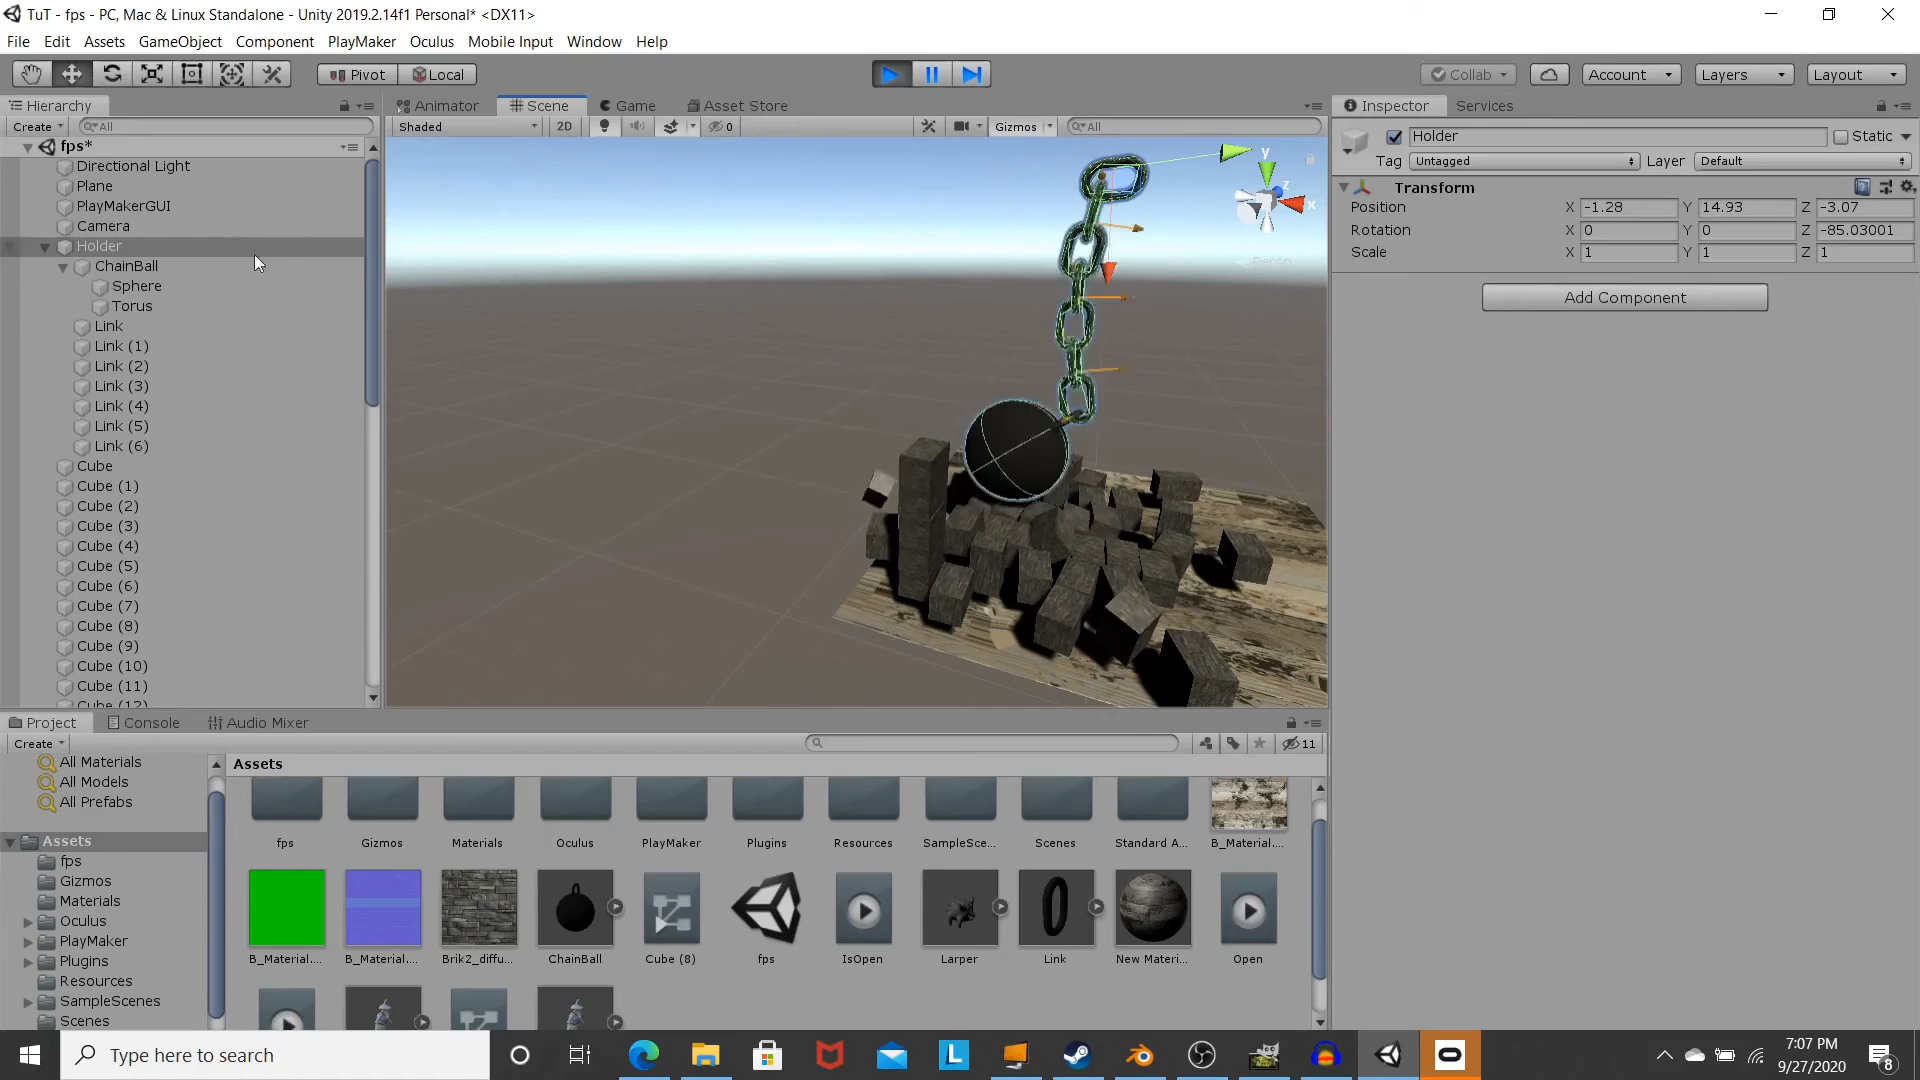 TuT - fps - PC, Mac & Linux Standalone - Unity 2019.2.14f1 Personal* <DX11>
File Edit Assets GameObject Component PlayMaker Oculus Mobile Input Window Help
Pivot Local Collab Account Layers Layout
Hierarchy Animator Scene Game Asset Store Inspector Services
Create All Shaded 2D 0 Gizmos All Holder Static
fps* Tag Untagged Layer Default
Directional Light
Plane
PlayMakerGUI
Camera
Holder
ChainBall
Sphere
Torus
Link
Link (1)
Link (2)
Link (3)
Link (4)
Link (5)
Link (6)
Cube
Cube (1)
Cube (2)
Cube (3)
Cube (4)
Cube (5)
Cube (6)
Cube (7)
Cube (8)
Cube (9)
Cube (10)
Cube (11)
Cube (12)
y
z
x
Persp
Transform
Position X -1.28 Y 14.93 Z -3.07
Rotation X 0 Y 0 Z -85.03001
Scale X 1 Y 1 Z 1
Add Component
Project Console Audio Mixer
Create 11
All Materials
All Models
All Prefabs
Assets
fps
Gizmos
Materials
Oculus
PlayMaker
Plugins
Resources
SampleScenes
Scenes
Assets
fps Gizmos Materials Oculus PlayMaker Plugins Resources SampleSce... Scenes Standard A... B_Material....
B_Material.... B_Material.... Brik2_diffu... ChainBall Cube (8) fps IsOpen Larper Link New Materi... Open
Type here to search
L
7:07 PM
9/27/2020
8